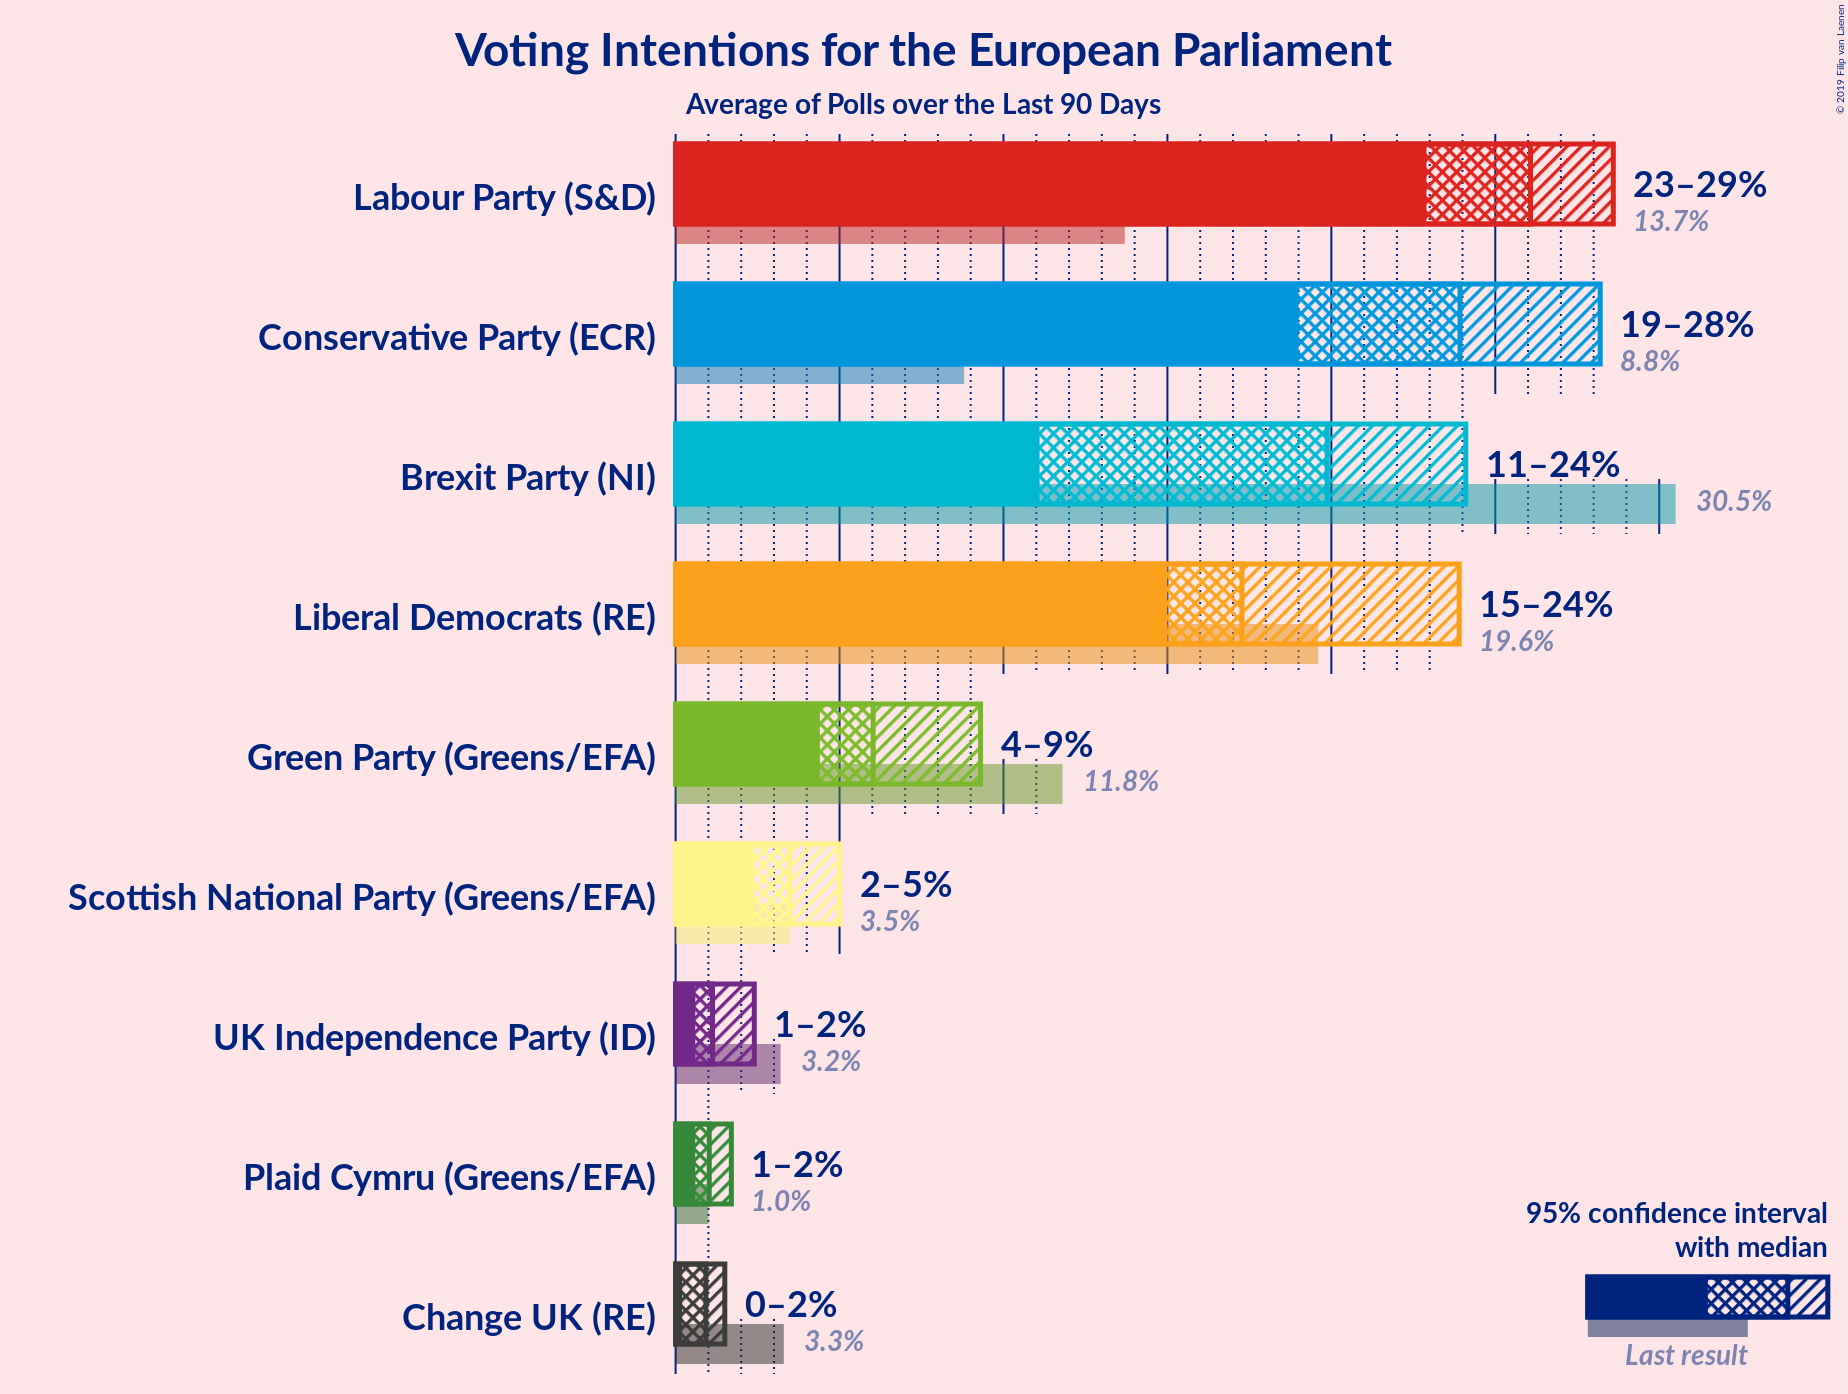 Voting Intentions for the European Parliament
Average of Polls over the Last 90 Days
© 2019 Filip van Laenen
Labour Party (S&D)
23–29%
13.7%
Conservative Party (ECR)
19–28%
8.8%
Brexit Party (NI)
11–24%
30.5%
Liberal Democrats (RE)
15–24%
19.6%
Green Party (Greens/EFA)
4–9%
11.8%
Scottish National Party (Greens/EFA)
2–5%
3.5%
UK Independence Party (ID)
1–2%
3.2%
Plaid Cymru (Greens/EFA)
1–2%
1.0%
Change UK (RE)
0–2%
3.3%
95% confidence interval
with median
Last result